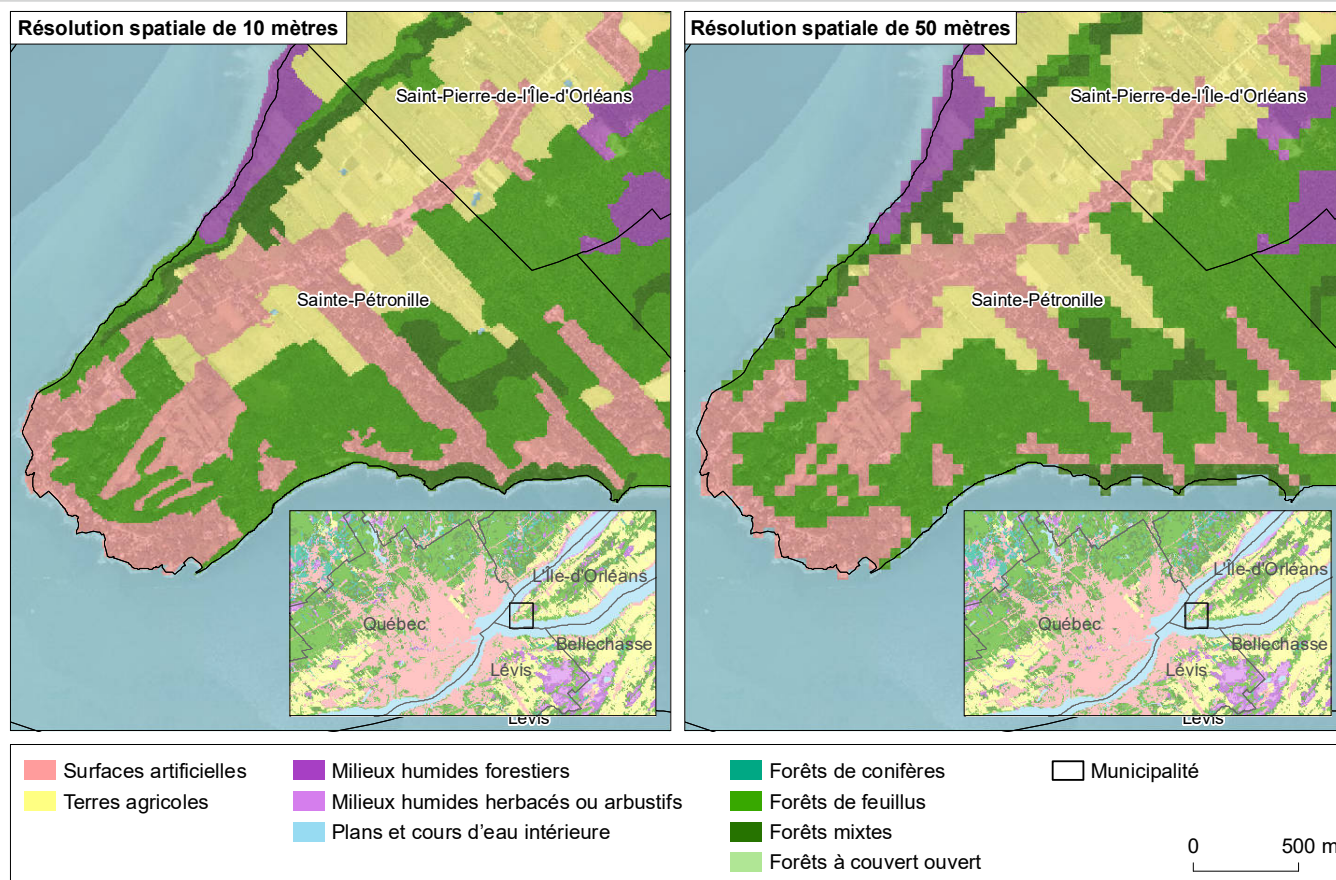 Résolution spatiale de 10 mètres
Saint-Pierre-de-l'Île-d'Orléans
Sainte-Pétronille
L'Île-d'Orléans
Québec
Bellechasse
Lévis
Lévis
Résolution spatiale de 50 mètres
Saint-Pierre-de-l'Île-d'Orléans
Sainte-Pétronille
L'Île-d'Orléans
Québec
Bellechasse
Lévis
Lévis
Surfaces artificielles
Terres agricoles
Milieux humides forestiers
Milieux humides herbacés ou arbustifs
Plans et cours d'eau intérieure
Forêts de conifères
Forêts de feuillus
Forêts mixtes
Forêts à couvert ouvert
Municipalité
0 500 m